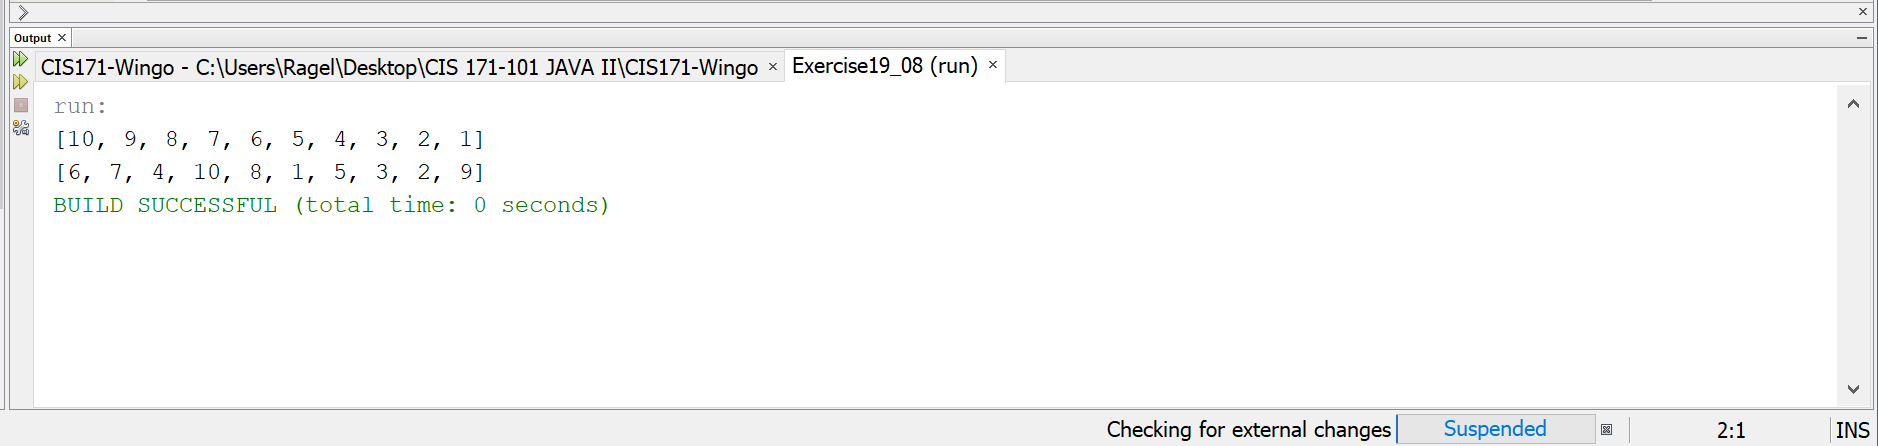 Output
CIS171-Wingo - C:\Users\Ragel\Desktop\CIS 171-101 JAVA II\CIS171-Wingo Exercise19_08 (run)
run:
[10, 9, 8, 7, 6, 5, 4, 3, 2, 1]
[6, 7, 4, 10, 8, 1, 5, 3, 2, 9]
BUILD SUCCESSFUL (total time: 0 seconds)
Checking for external changes Suspended 2:1 INS